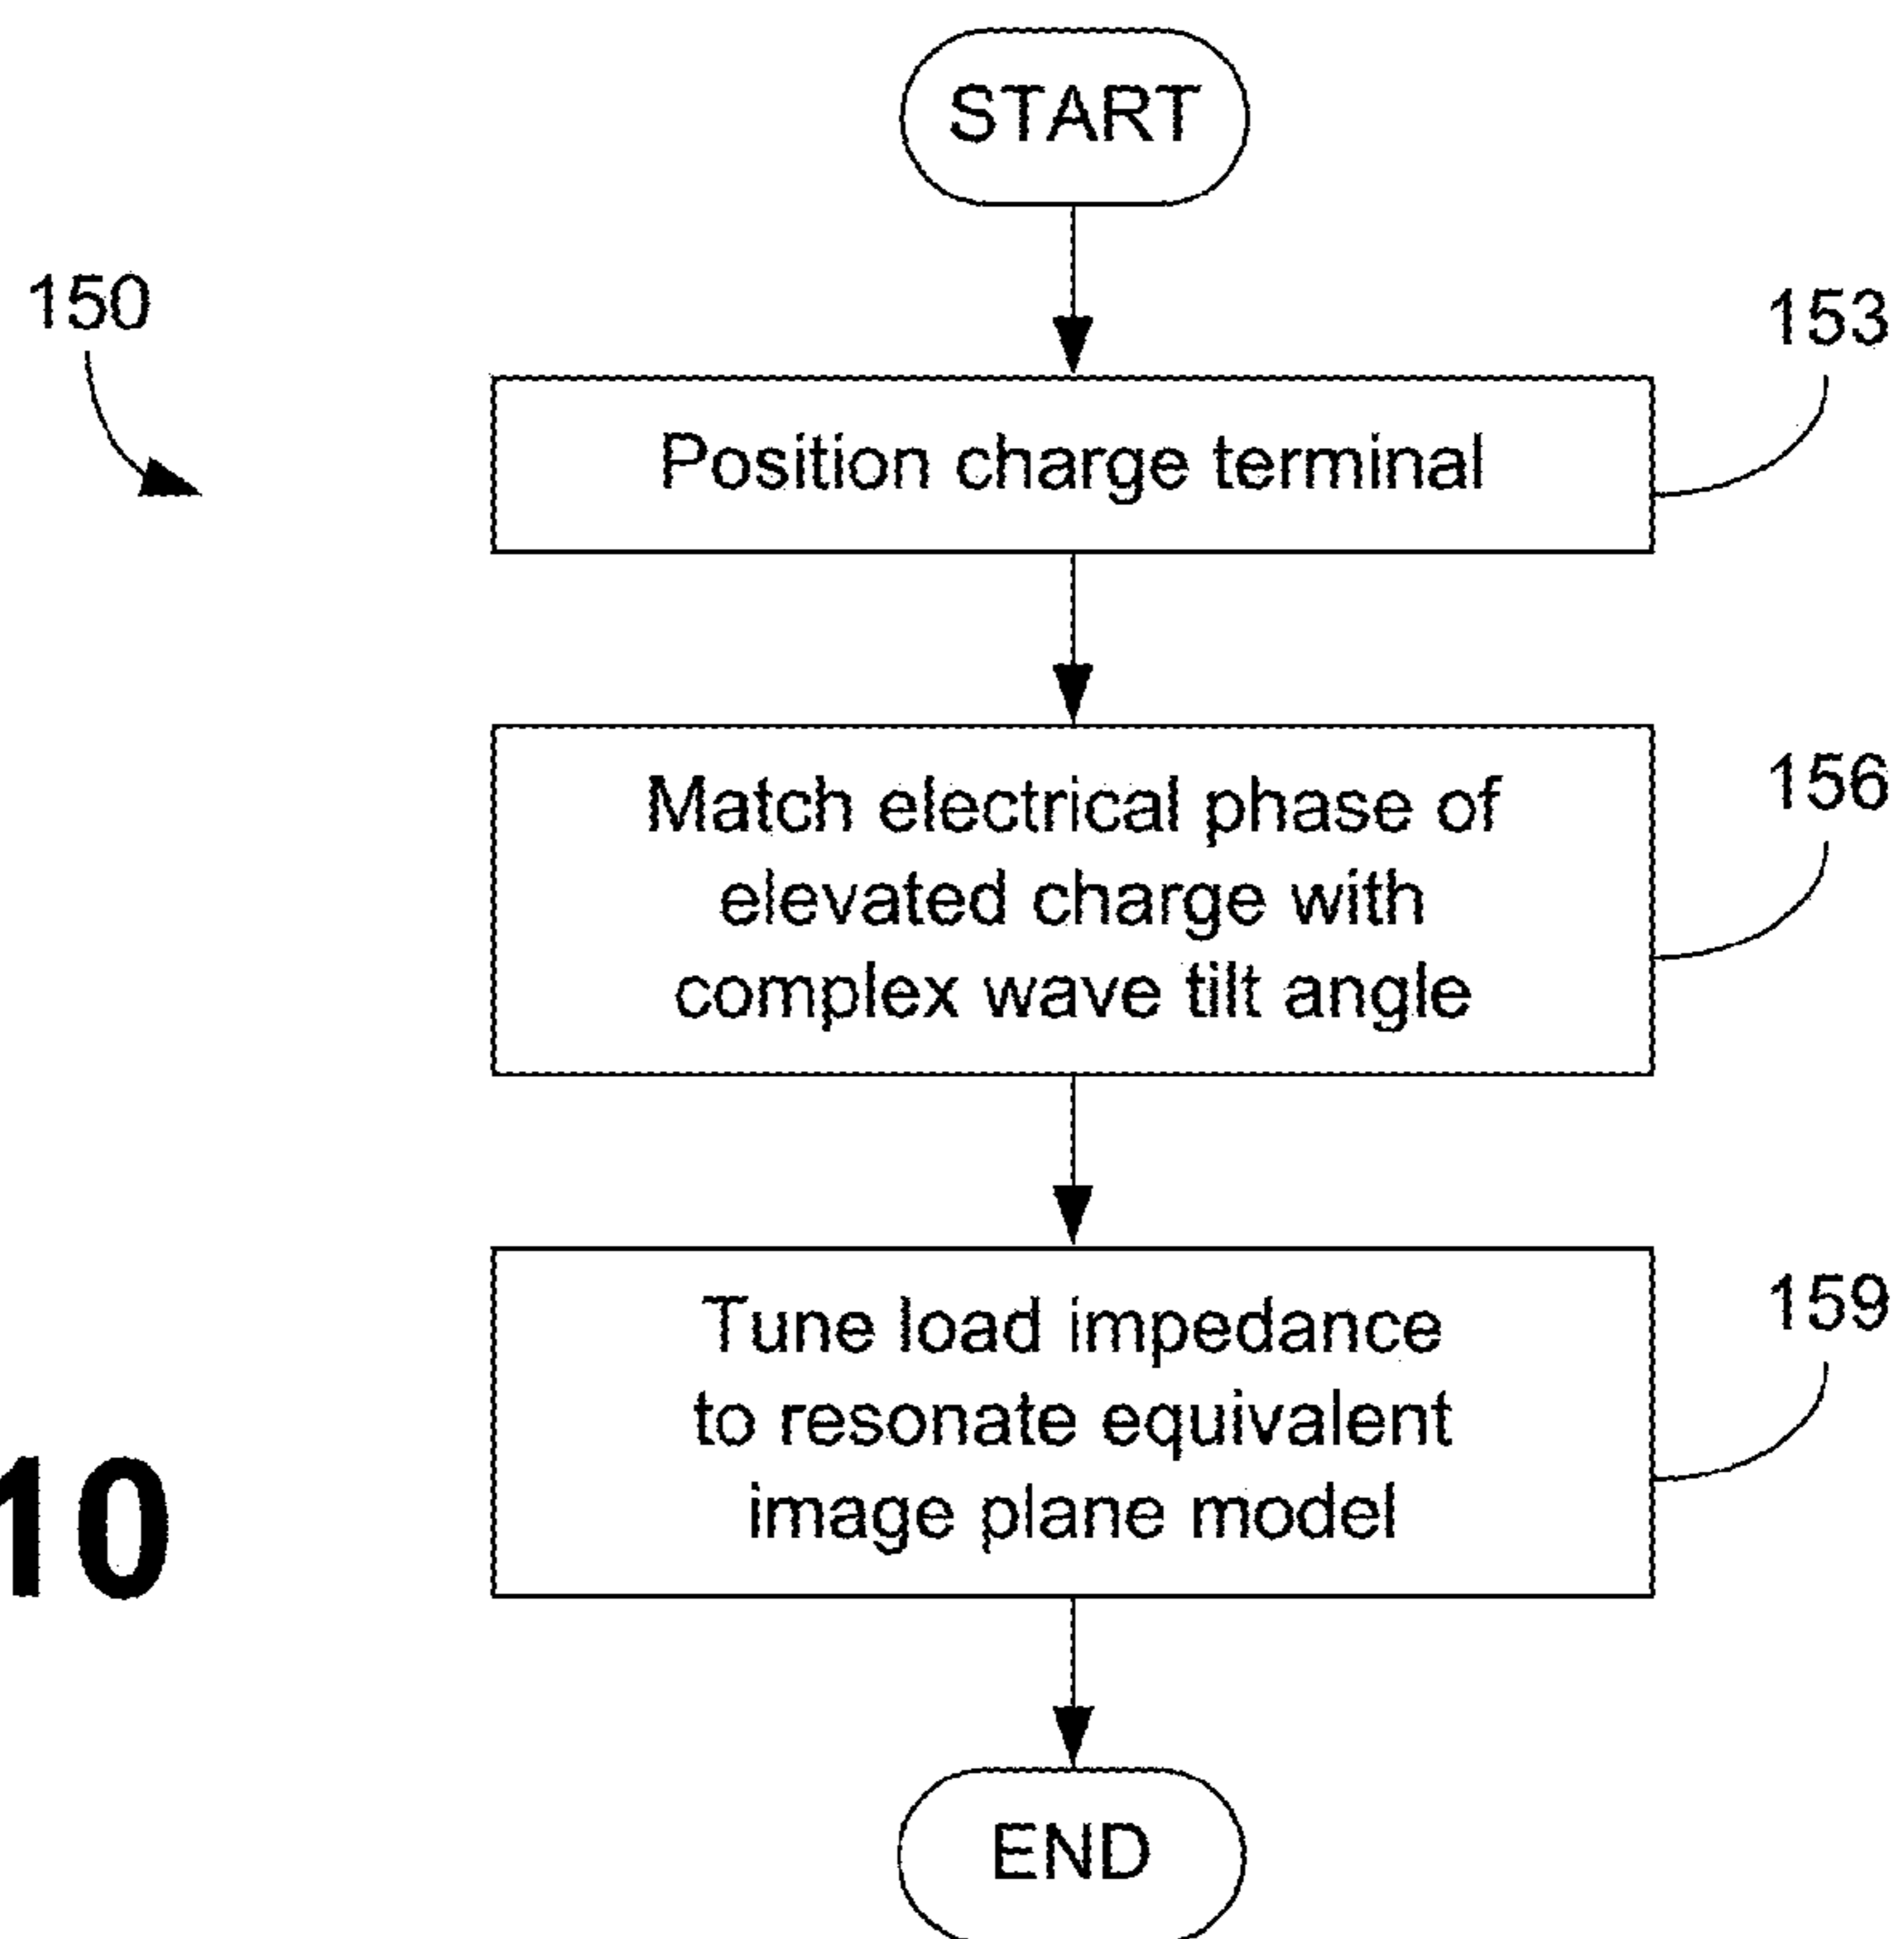 START
150
153
Position charge terminal
Match electrical phase of
elevated charge with
complex wave tilt angle
156
Tune load impedance
to resonate equivalent
image plane model
159
10
END